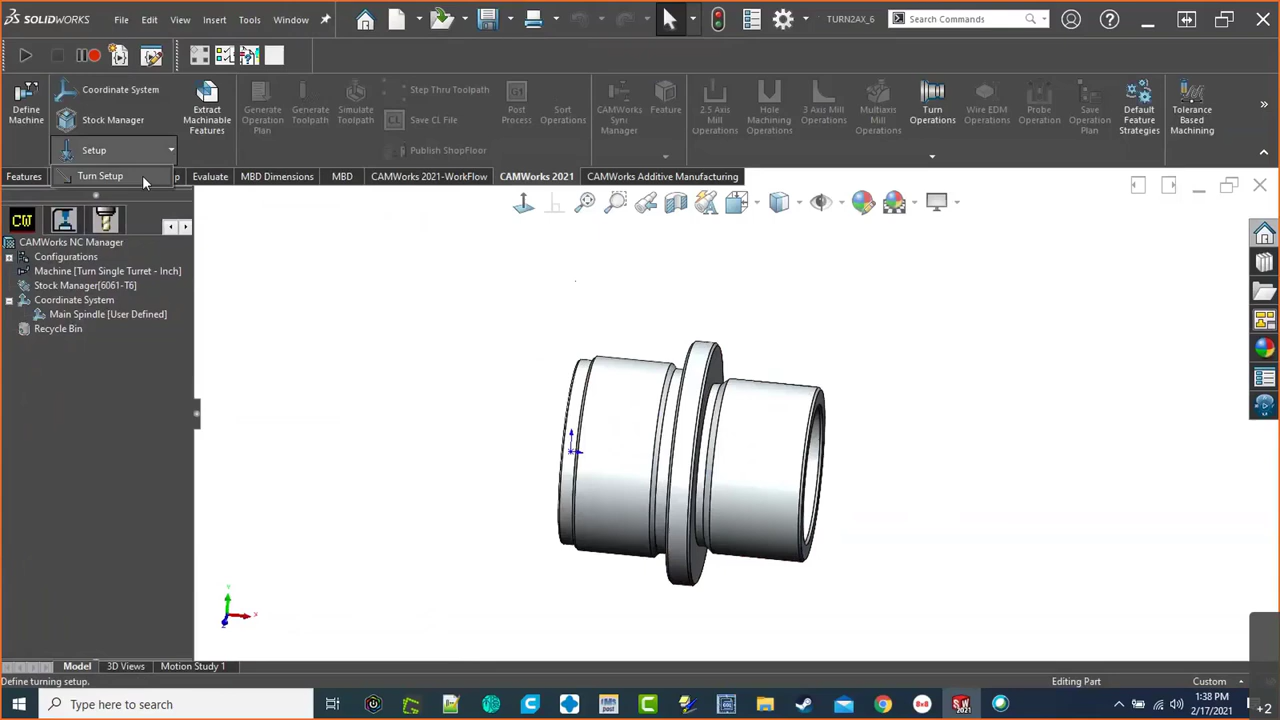 SOLIDWORKS File Edit View Insert Tools Window TURN2AX_6 Search Commands
Define Machine
Coordinate System
Stock Manager
Setup
Extract Machinable Features
Generate Operation Plan
Generate Toolpath
Simulate Toolpath
Step Thru Toolpath
Save CL File
Publish ShopFloor
G1
Post Process
Sort Operations
CAMWorks Sync Manager
Feature
2.5 Axis Mill Operations
Hole Machining Operations
3 Axis Mill Operations
Multiaxis Mill Operations
Turn Operations
Wire EDM Operations
Save Operation Plan
Default Feature Strategies
Tolerance Based Machining
Turn Setup
Features Evaluate MBD Dimensions MBD CAMWorks 2021-WorkFlow CAMWorks 2021 CAMWorks Additive Manufacturing
CW
CAMWorks NC Manager
Configurations
Machine [Turn Single Turret - Inch]
Stock Manager[6061-T6]
Coordinate System
Main Spindle [User Defined]
Recycle Bin
Model 3D Views Motion Study 1
Define turning setup. Editing Part Custom
Type here to search
1:38 PM
2/17/2021
+2